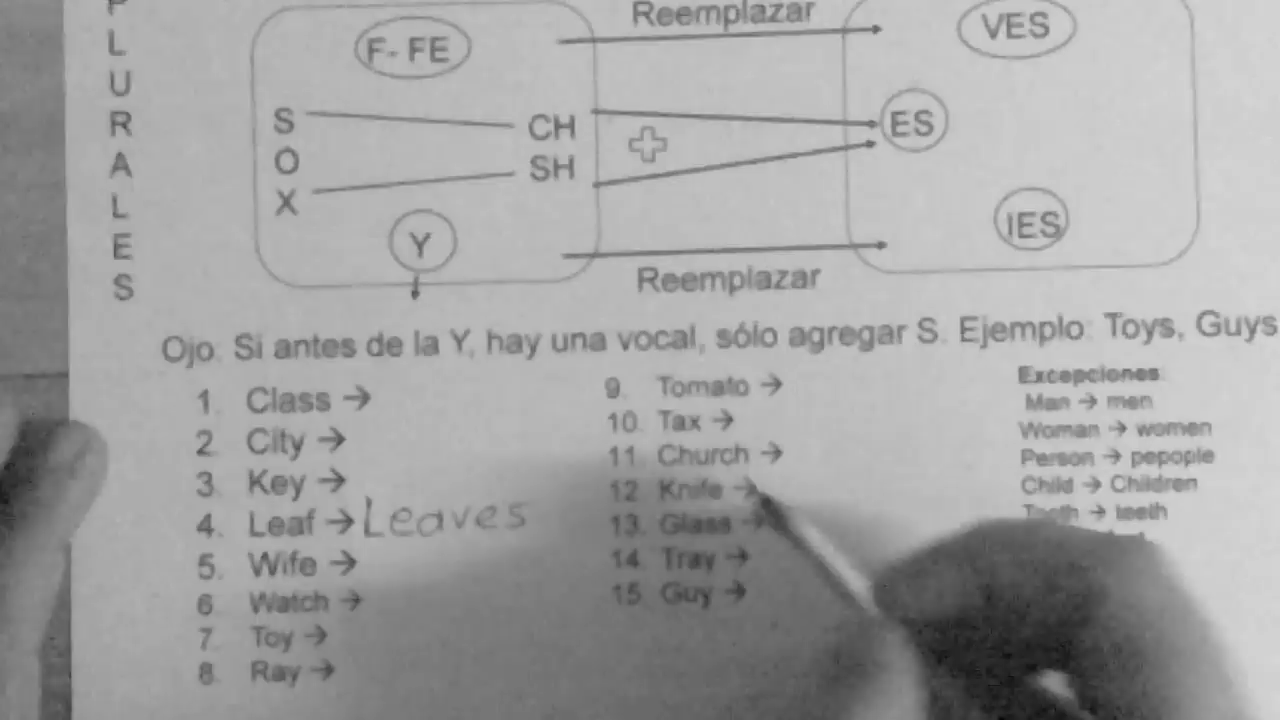 P
L
U
R
A
L
E
S
Reemplazar
F- FE
VES
S
O
X
CH
SH
ES
Y
IES
Reemplazar
Ojo: Si antes de la Y, hay una vocal, sólo agregar S. Ejemplo: Toys, Guys
1. Class →
2. City →
3. Key →
4. Leaf → Leaves
5. Wife →
6. Watch →
7. Toy →
8. Ray →
9. Tomato →
10. Tax →
11. Church →
12. Knife →
13. Glass →
14. Tray →
15. Guy →
Excepciones:
Man → men
Woman → women
Person → pepople
Child → Children
Tooth → teeth